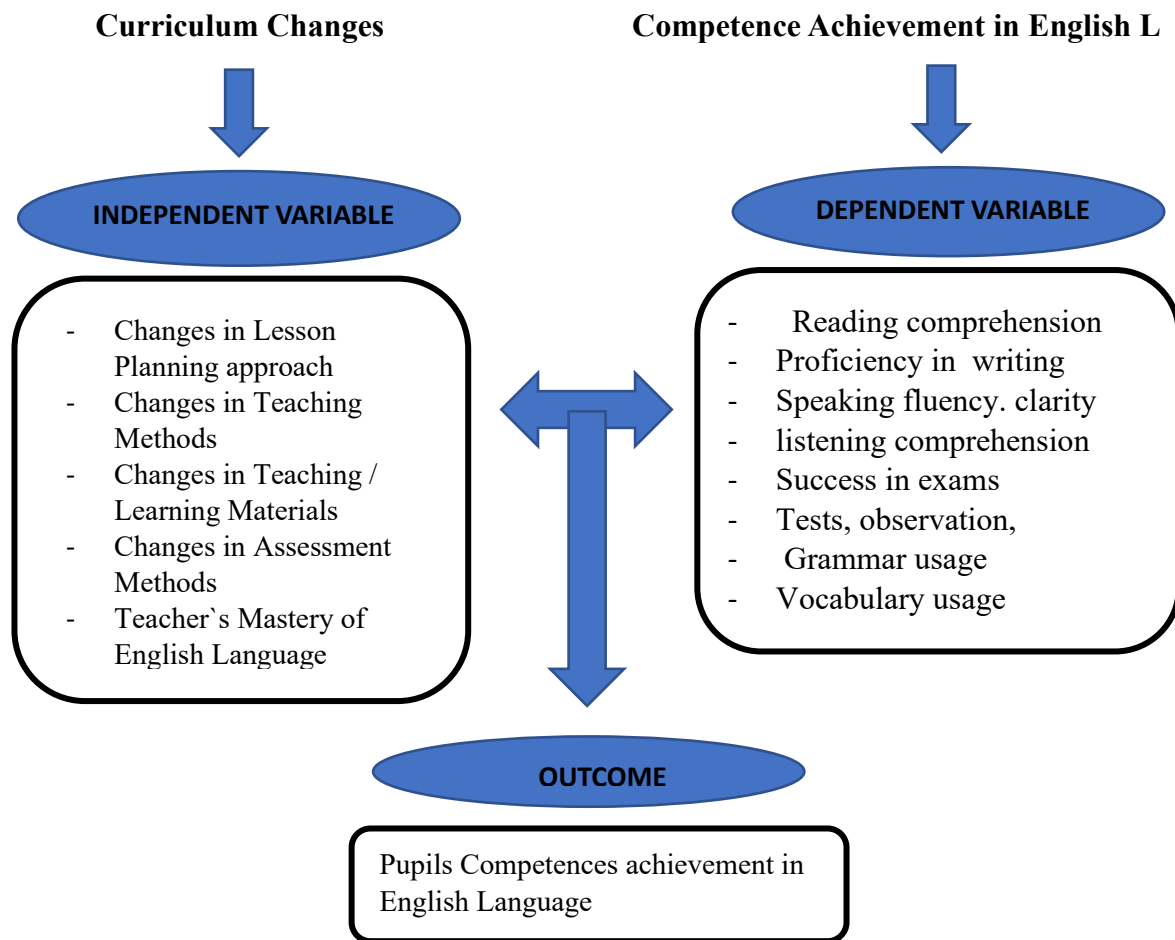 Curriculum Changes
Competence Achievement in English L
INDEPENDENT VARIABLE
DEPENDENT VARIABLE
- Changes in Lesson
Planning approach
- Changes in Teaching
Methods
- Changes in Teaching /
Learning Materials
- Changes in Assessment
Methods
- Teacher`s Mastery of
English Language
- Reading comprehension
- Proficiency in writing
- Speaking fluency. clarity
- listening comprehension
- Success in exams
- Tests, observation,
- Grammar usage
- Vocabulary usage
OUTCOME
Pupils Competences achievement in
English Language